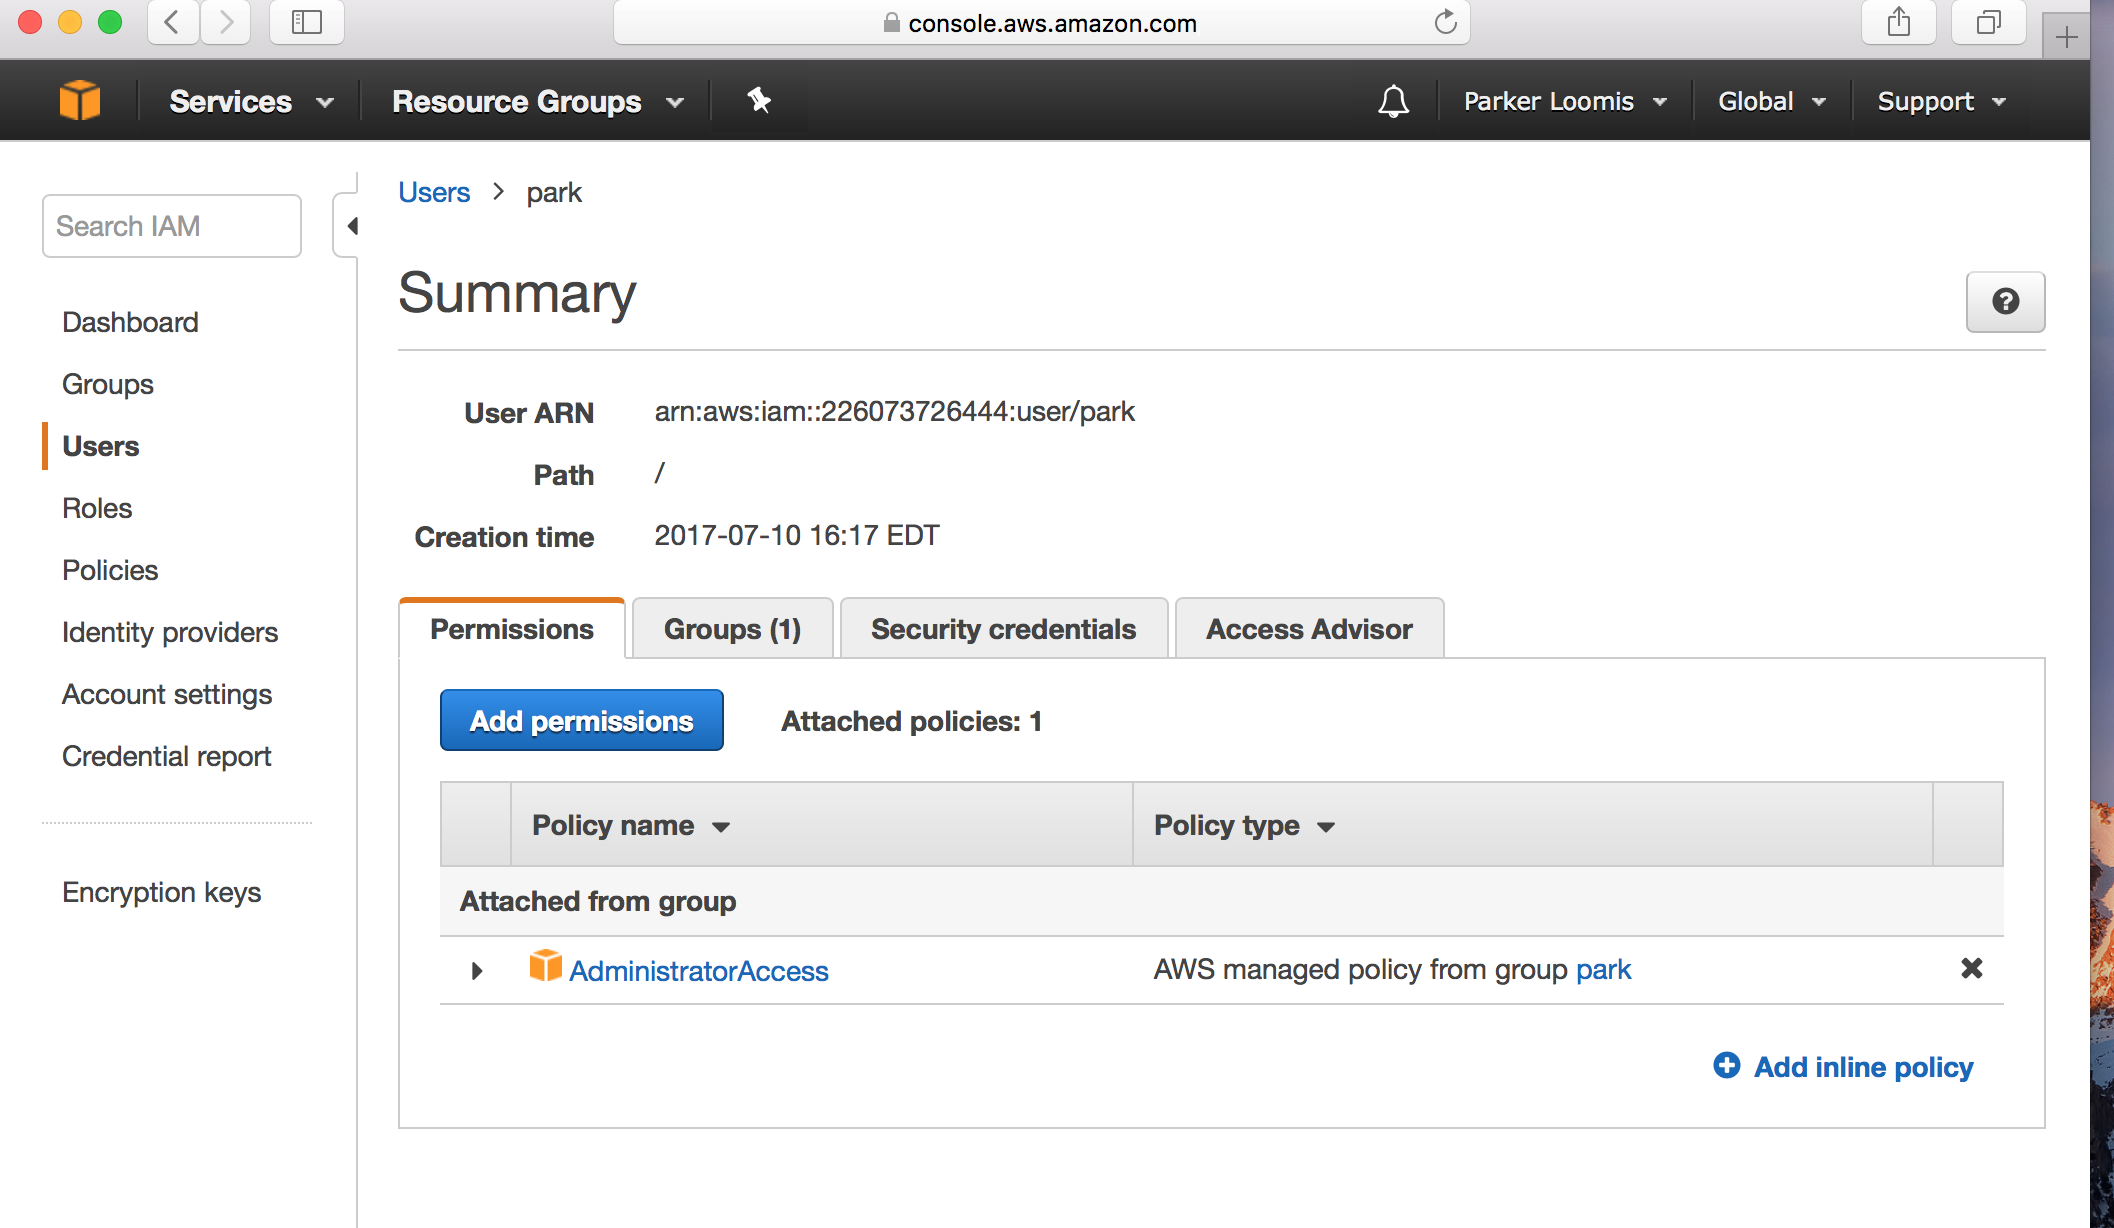 console.aws.amazon.com
Services
Resource Groups
Parker Loomis
Global
Support
Search IAM
Dashboard
Groups
Users
Roles
Policies
Identity providers
Account settings
Credential report
Encryption keys
Users > park
Summary
User ARN arn:aws:iam::226073726444:user/park
Path /
Creation time 2017-07-10 16:17 EDT
Permissions
Groups (1)
Security credentials
Access Advisor
Add permissions
Attached policies: 1
Policy name
Policy type
Attached from group
AdministratorAccess
AWS managed policy from group park
Add inline policy